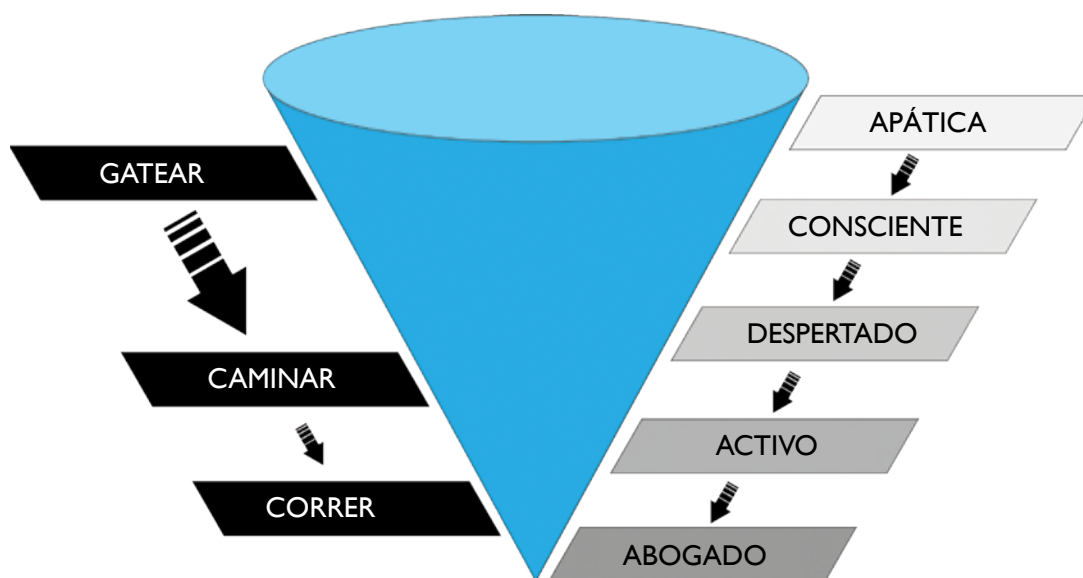 GATEAR
CAMINAR
CORRER
APÁTICA
CONSCIENTE
DESPERTADO
ACTIVO
ABOGADO